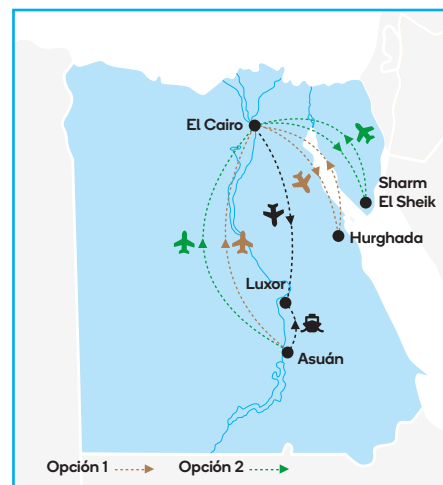 El Cairo
Sharm
El Sheik
Hurghada
Luxor
Asuán
Opción 1
Opción 2